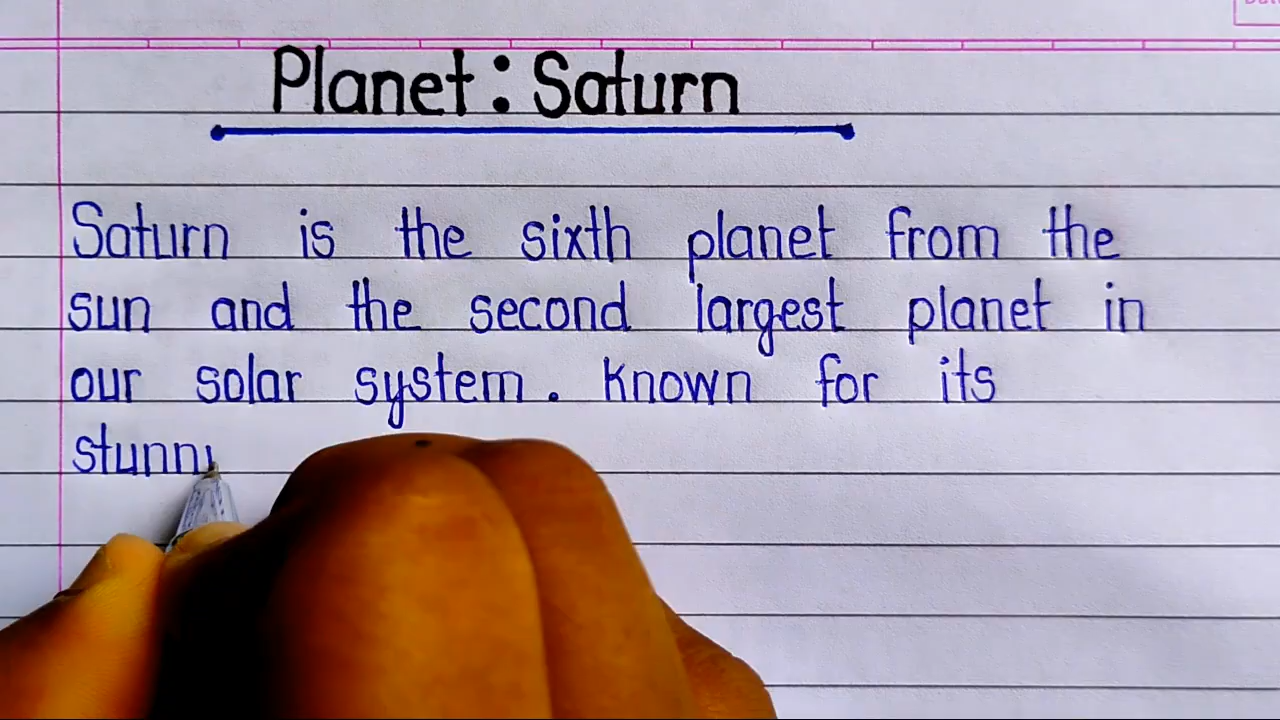 Planet : Saturn
Saturn is the sixth planet from the
sun and the second largest planet in
our solar system. Known for its